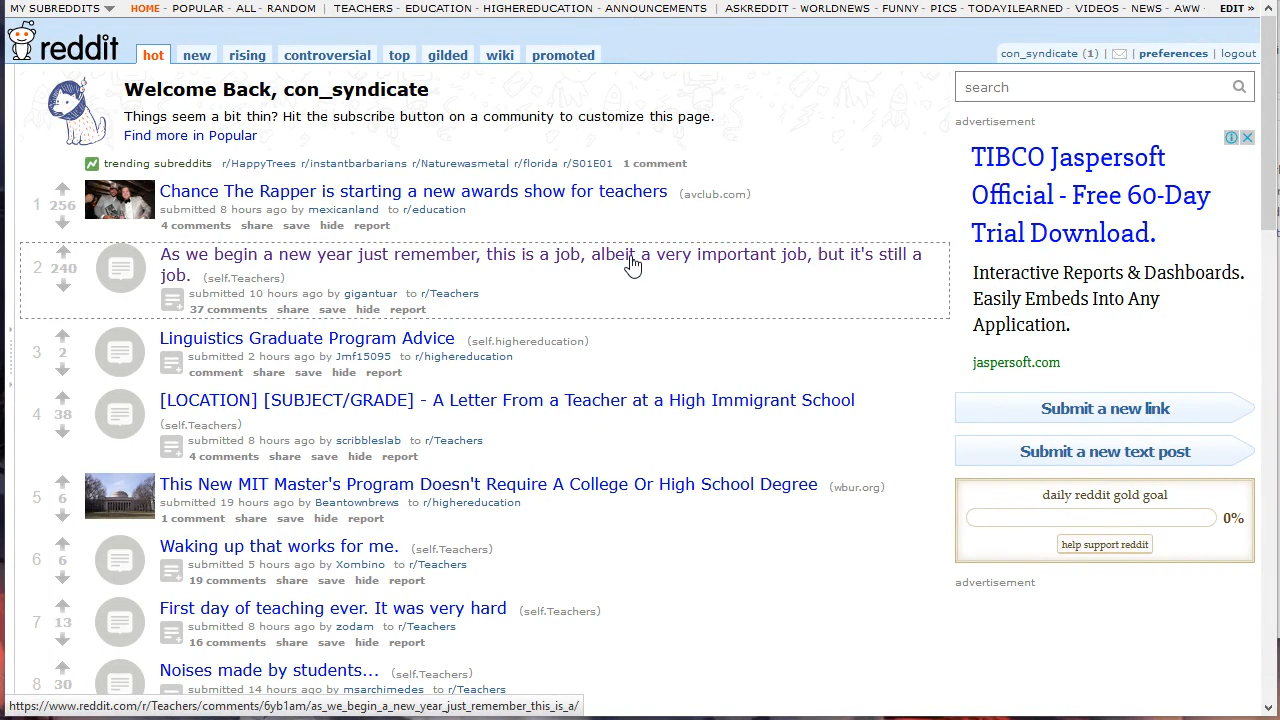 MY SUBREDDITS HOME - POPULAR - ALL - RANDOM | TEACHERS - EDUCATION - HIGHEREDUCATION - ANNOUNCEMENTS | ASKREDDIT - WORLDNEWS - FUNNY - PICS - TODAYILEARNED - VIDEOS - NEWS - AWW - EDIT »
reddit hot new rising controversial top gilded wiki promoted con_syndicate (1) | | preferences | logout
Welcome Back, con_syndicate
Things seem a bit thin? Hit the subscribe button on a community to customize this page.
Find more in Popular
trending subreddits r/HappyTrees r/instantbarbarians r/Naturewasmetal r/florida r/S01E01 1 comment
1
256
Chance The Rapper is starting a new awards show for teachers (avclub.com)
submitted 8 hours ago by mexicanland to r/education
4 comments share save hide report
2
240
As we begin a new year just remember, this is a job, albeit a very important job, but it's still a
job. (self.Teachers)
submitted 10 hours ago by gigantuar to r/Teachers
37 comments share save hide report
3
2
Linguistics Graduate Program Advice (self.highereducation)
submitted 2 hours ago by Jmf15095 to r/highereducation
comment share save hide report
4
38
[LOCATION] [SUBJECT/GRADE] - A Letter From a Teacher at a High Immigrant School
(self.Teachers)
submitted 8 hours ago by scribbleslab to r/Teachers
4 comments share save hide report
5
6
This New MIT Master's Program Doesn't Require A College Or High School Degree (wbur.org)
submitted 19 hours ago by Beantownbrews to r/highereducation
1 comment share save hide report
6
6
Waking up that works for me. (self.Teachers)
submitted 5 hours ago by Xombino to r/Teachers
19 comments share save hide report
7
13
First day of teaching ever. It was very hard (self.Teachers)
submitted 8 hours ago by zodam to r/Teachers
16 comments share save hide report
8
30
Noises made by students... (self.Teachers)
submitted 14 hours ago by msarchimedes to r/Teachers
https://www.reddit.com/r/Teachers/comments/6yb1am/as_we_begin_a_new_year_just_remember_this_is_a/
search
advertisement
TIBCO Jaspersoft
Official - Free 60-Day
Trial Download.
Interactive Reports & Dashboards.
Easily Embeds Into Any
Application.
jaspersoft.com
Submit a new link
Submit a new text post
daily reddit gold goal
0%
help support reddit
advertisement